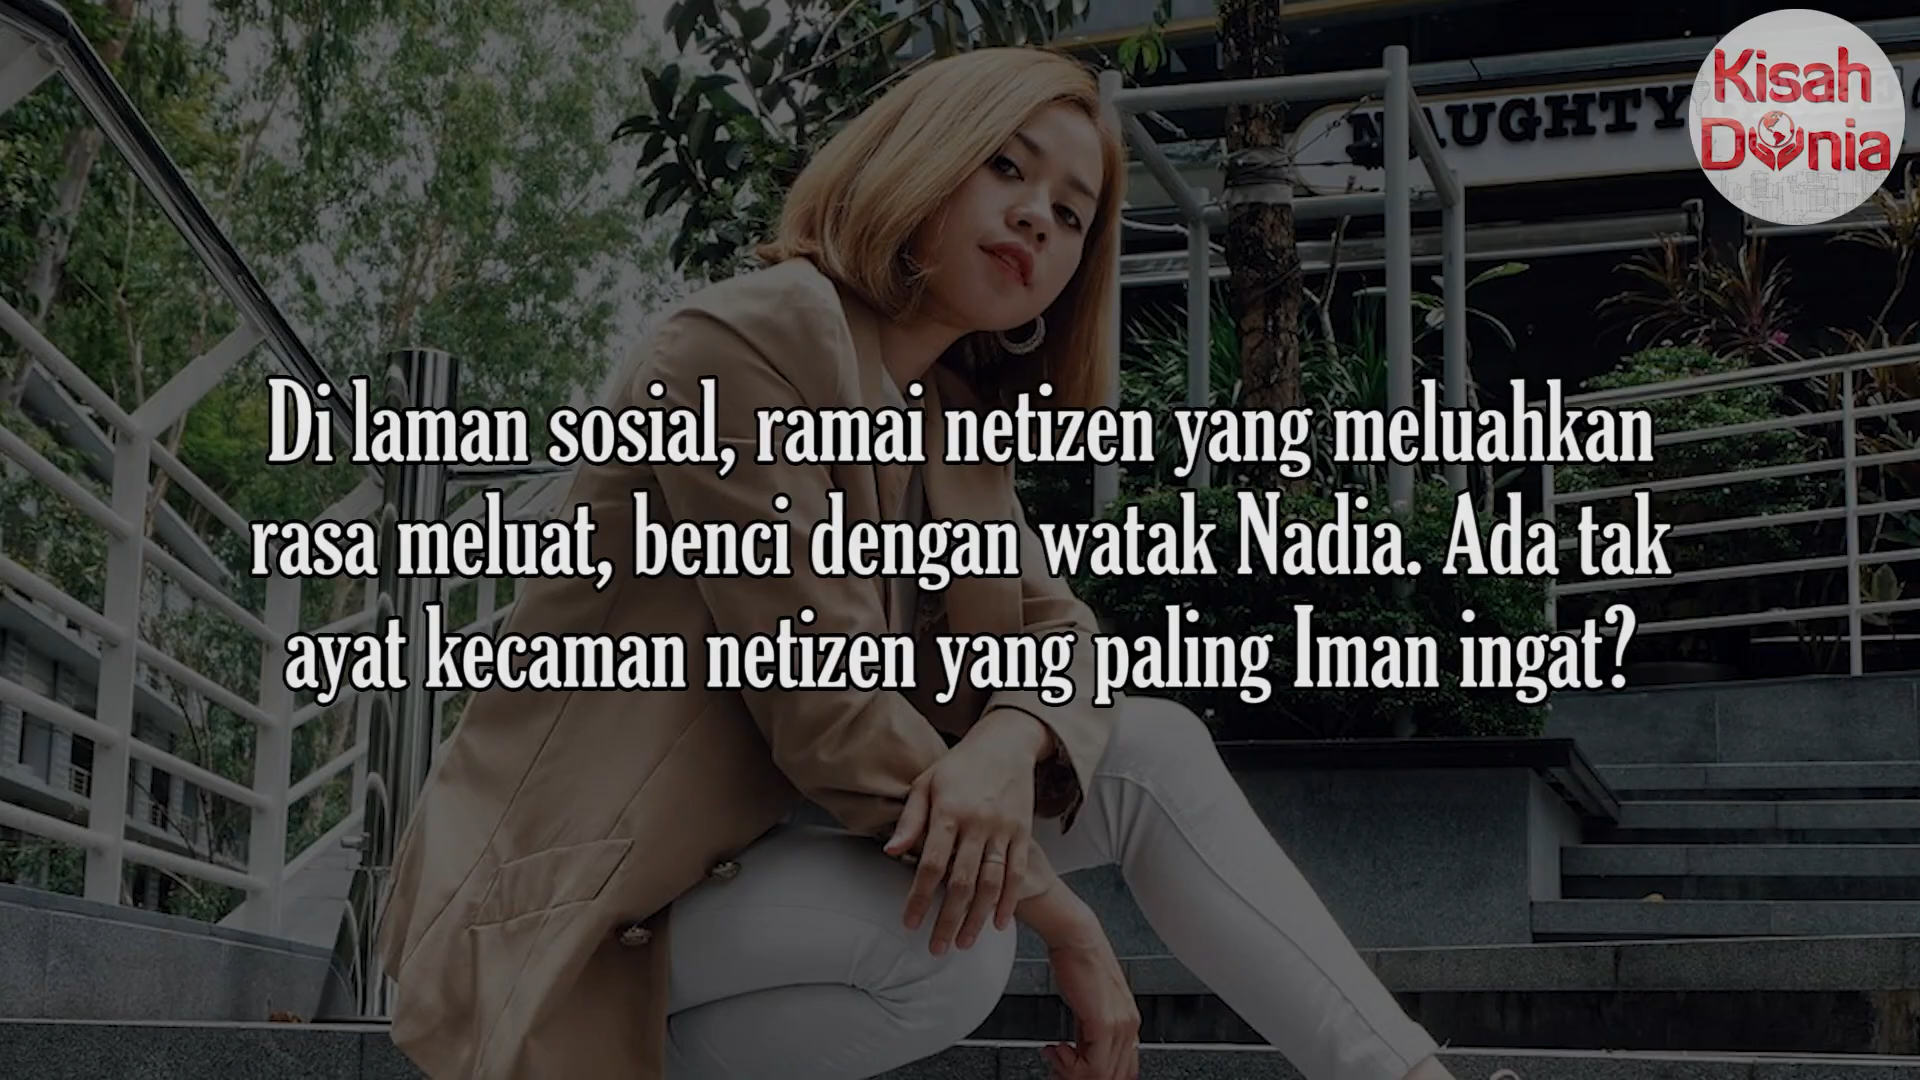 Kisah
Dunia
NAUGHTY
Di laman sosial, ramai netizen yang meluahkan
rasa meluat, benci dengan watak Nadia. Ada tak
ayat kecaman netizen yang paling Iman ingat?